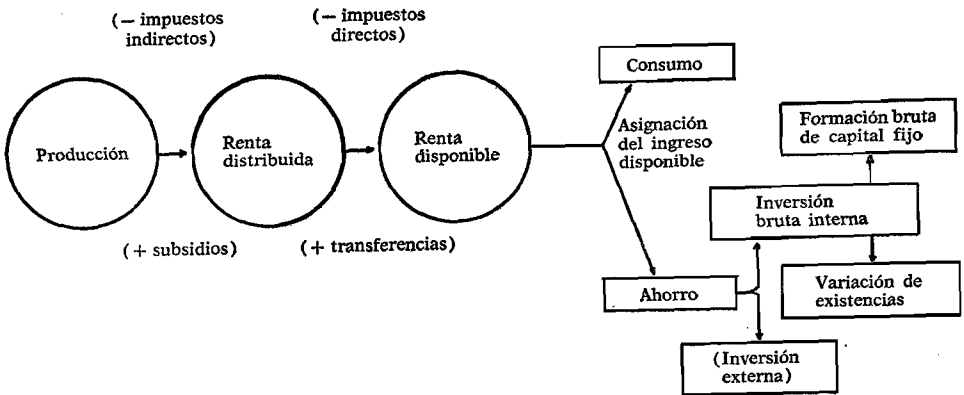 (— impuestos
indirectos)
(— impuestos
directos)
Producción
Renta
distribuida
Renta
disponible
(+ subsidios)
(+ transferencias)
Consumo
Asignación
del ingreso
disponible
Ahorro
Formación bruta
de capital fijo
Inversión
bruta interna
Variación de
existencias
(Inversión
externa)